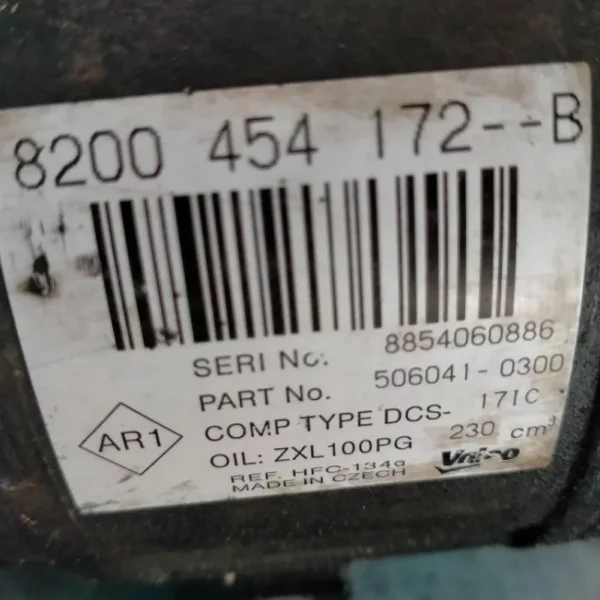 8200 454 172--B
SERI No. 8854060886
PART No. 506041-0300
COMP TYPE DCS- 171C
OIL: ZXL100PG 230 cm³
REF. HFC-134a
MADE IN CZECH
Valeo
AR1